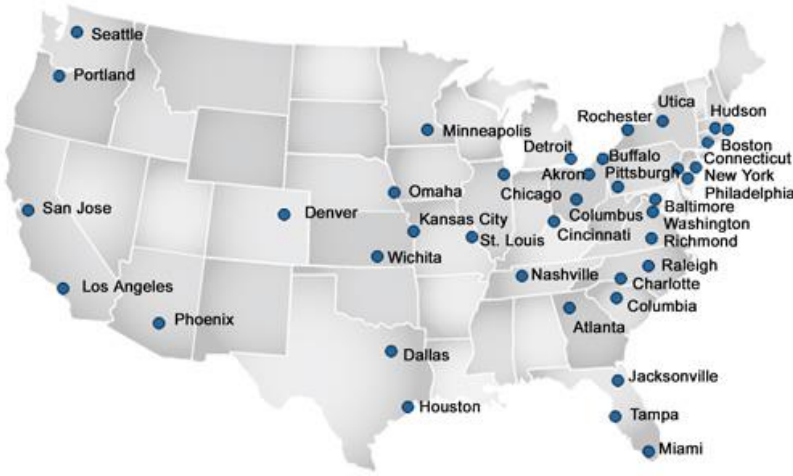 Seattle
Portland
Utica
Hudson
Rochester
Minneapolis
Boston
Detroit
Buffalo
Connecticut
Akron
Pittsburgh
New York
Omaha
Chicago
Philadelphia
San Jose
Denver
Kansas City
Columbus
Baltimore
Washington
St. Louis
Cincinnati
Richmond
Wichita
Raleigh
Nashville
Los Angeles
Charlotte
Columbia
Phoenix
Atlanta
Dallas
Jacksonville
Houston
Tampa
Miami